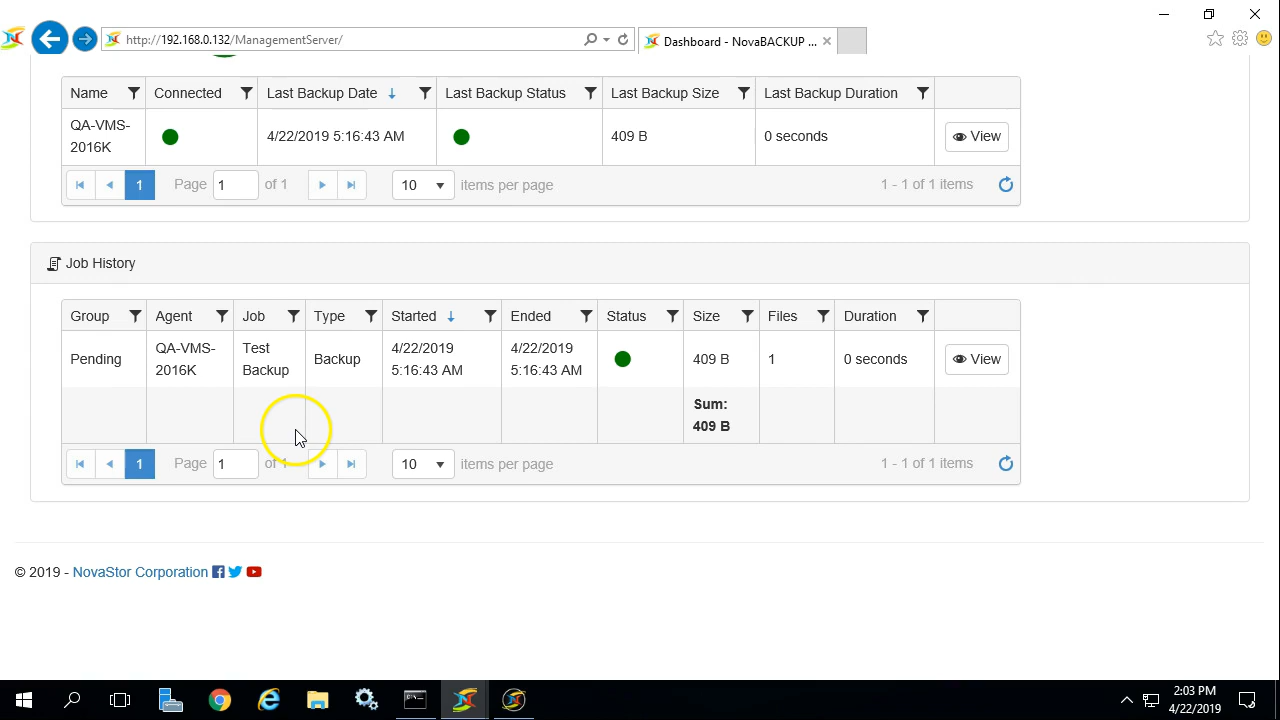 http://192.168.0.132/ManagementServer/
Dashboard - NovaBACKUP ...
Name Connected Last Backup Date Last Backup Status Last Backup Size Last Backup Duration
QA-VMS-
2016K
4/22/2019 5:16:43 AM
409 B
0 seconds
View
1 Page 1 of 1 10 items per page 1 - 1 of 1 items
Job History
Group Agent Job Type Started Ended Status Size Files Duration
Pending
QA-VMS-
2016K
Test
Backup
Backup
4/22/2019
5:16:43 AM
4/22/2019
5:16:43 AM
409 B
1
0 seconds
View
Sum:
409 B
1 Page 1 of 1 10 items per page 1 - 1 of 1 items
© 2019 - NovaStor Corporation
2:03 PM
4/22/2019